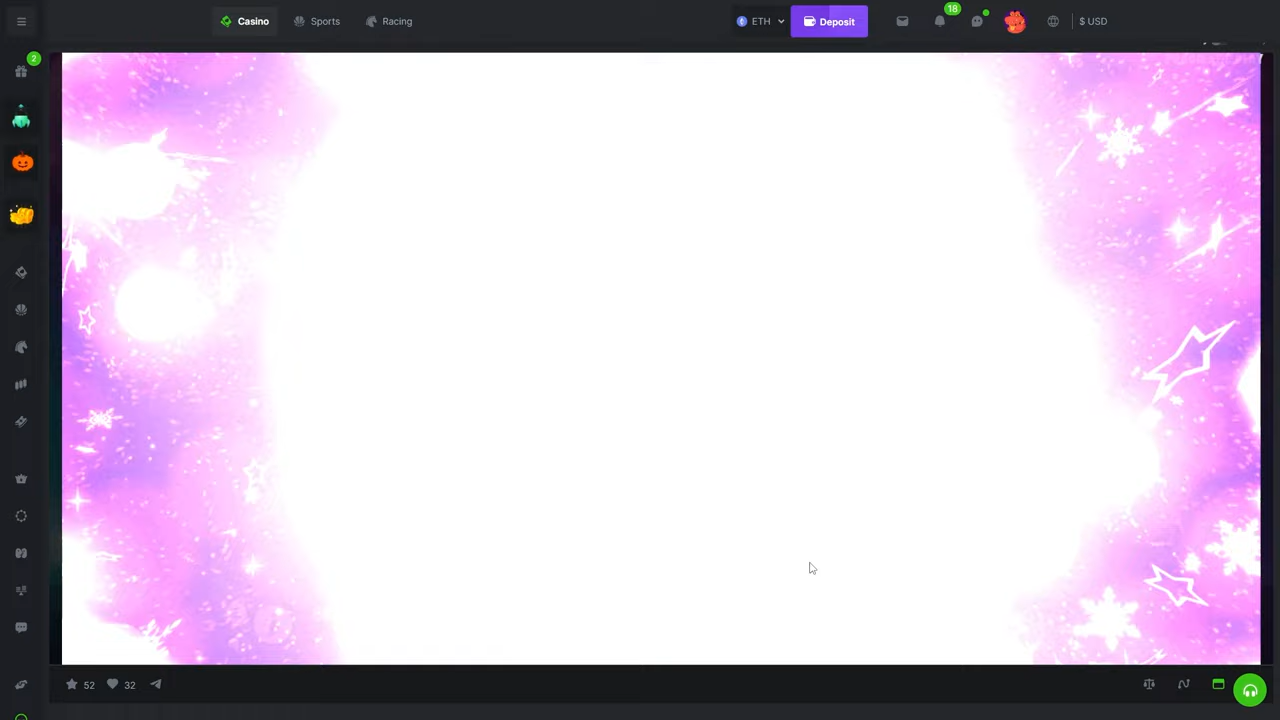 Casino
Sports
Racing
ETH
Deposit
18
$ USD
2
52
32